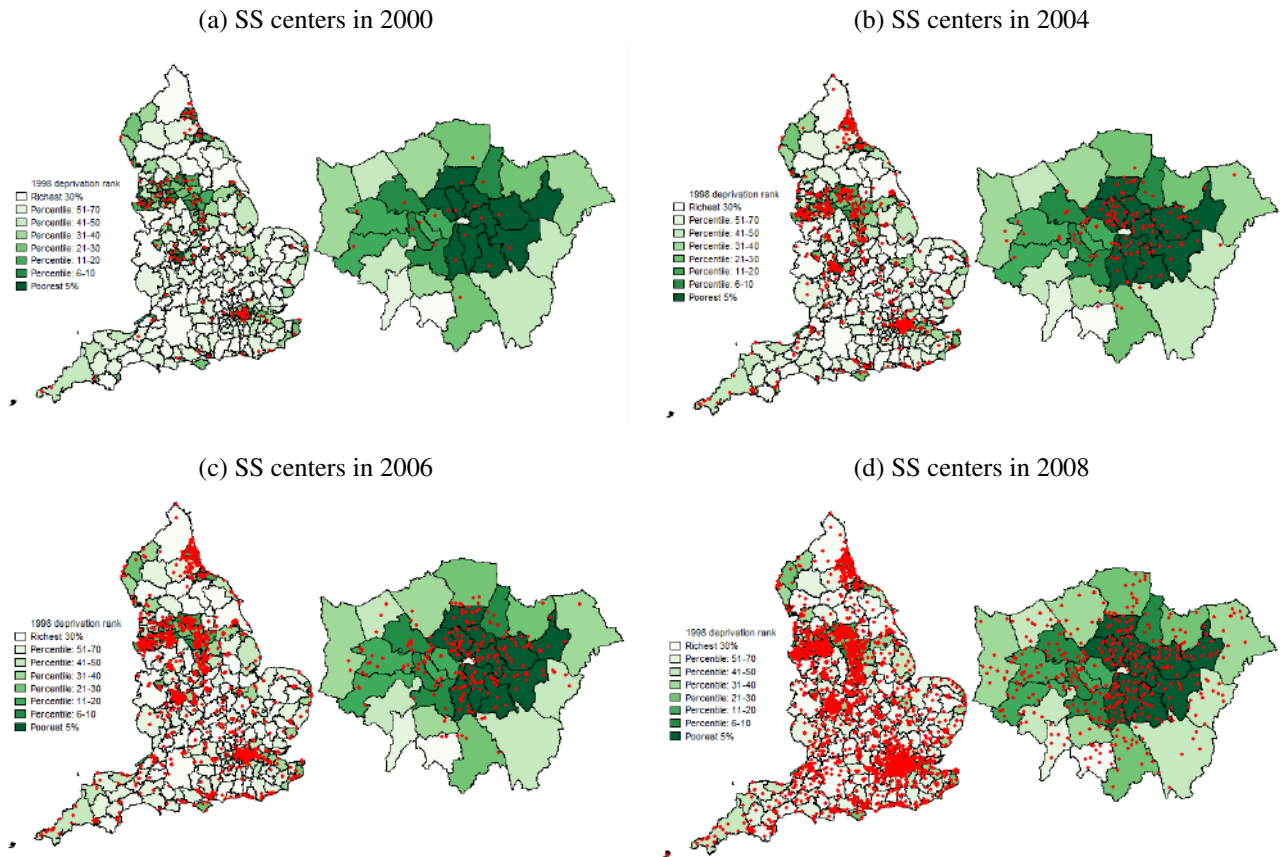 (a) SS centers in 2000
1998 deprivation rank
Richest 30%
Percentile: 51-70
Percentile: 41-50
Percentile: 31-40
Percentile: 21-30
Percentile: 11-20
Percentile: 6-10
Poorest 5%
(b) SS centers in 2004
1998 deprivation rank
Richest 30%
Percentile: 51-70
Percentile: 41-50
Percentile: 31-40
Percentile: 21-30
Percentile: 11-20
Percentile: 6-10
Poorest 5%
(c) SS centers in 2006
1998 deprivation rank
Richest 30%
Percentile: 51-70
Percentile: 41-50
Percentile: 31-40
Percentile: 21-30
Percentile: 11-20
Percentile: 6-10
Poorest 5%
(d) SS centers in 2008
1998 deprivation rank
Richest 30%
Percentile: 51-70
Percentile: 41-50
Percentile: 31-40
Percentile: 21-30
Percentile: 11-20
Percentile: 6-10
Poorest 5%